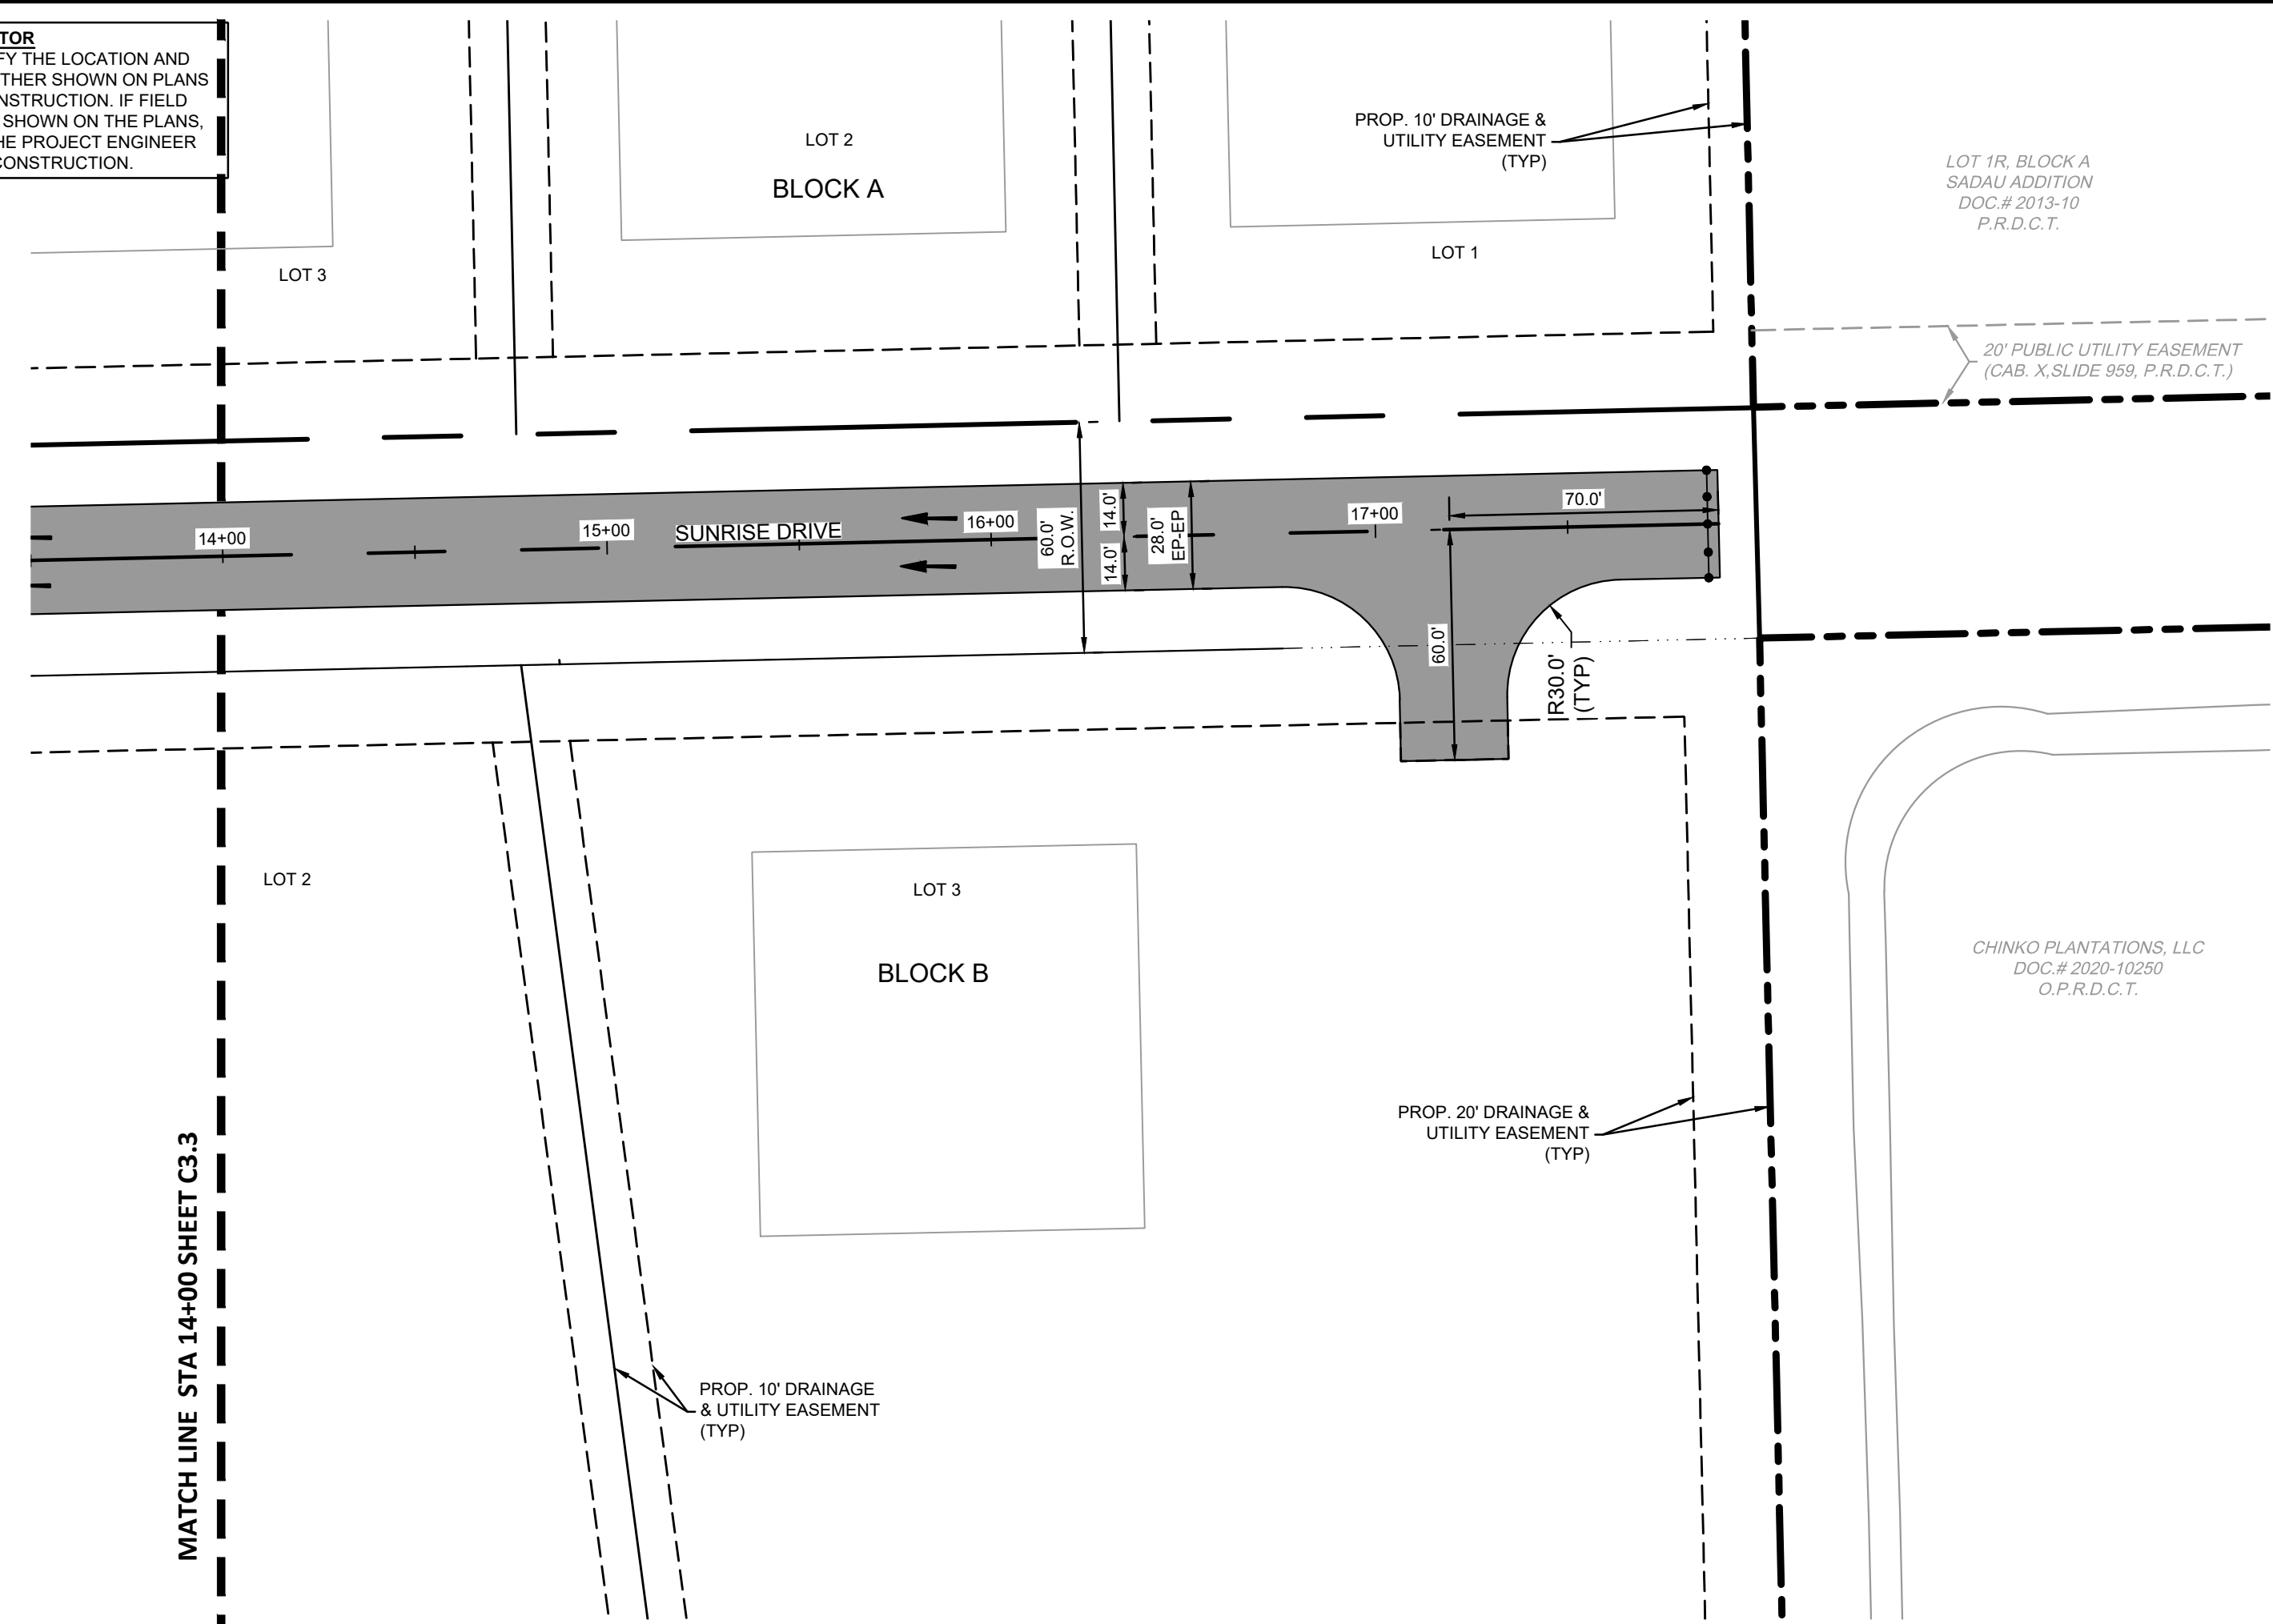 TOR
FY THE LOCATION AND
THER SHOWN ON PLANS
NSTRUCTION. IF FIELD
SHOWN ON THE PLANS,
HE PROJECT ENGINEER
CONSTRUCTION.
LOT 2
BLOCK A
PROP. 10' DRAINAGE &
UTILITY EASEMENT
(TYP)
LOT 1R, BLOCK A
SADAU ADDITION
DOC.# 2013-10
P.R.D.C.T.
LOT 3
LOT 1
20' PUBLIC UTILITY EASEMENT
(CAB. X,SLIDE 959, P.R.D.C.T.)
14+00
15+00
SUNRISE DRIVE
16+00
60.0'
R.O.W.
14.0'
14.0'
28.0'
EP-EP
17+00
70.0'
60.0'
R30.0'
(TYP)
LOT 2
LOT 3
BLOCK B
CHINKO PLANTATIONS, LLC
DOC.# 2020-10250
O.P.R.D.C.T.
PROP. 20' DRAINAGE &
UTILITY EASEMENT
(TYP)
MATCH LINE  STA 14+00 SHEET C3.3
PROP. 10' DRAINAGE
& UTILITY EASEMENT
(TYP)